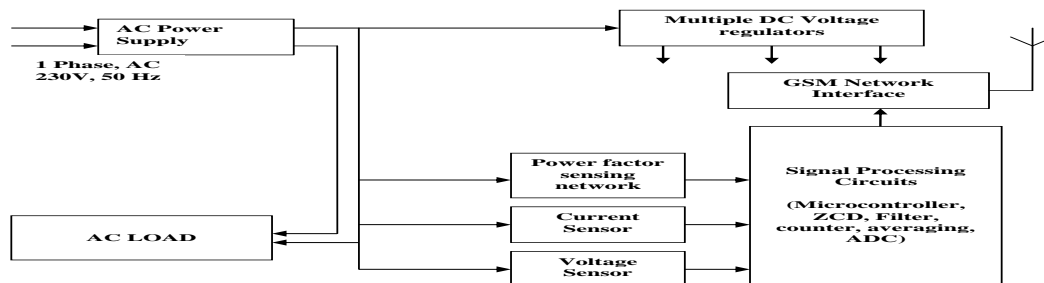 AC Power
Supply
1 Phase, AC
230V, 50 Hz
Multiple DC Voltage
regulators
GSM Network
Interface
Power factor
sensing
network
Current
Sensor
Voltage
Sensor
Signal Processing
Circuits
(Microcontroller,
ZCD, Filter,
counter, averaging,
ADC)
AC LOAD